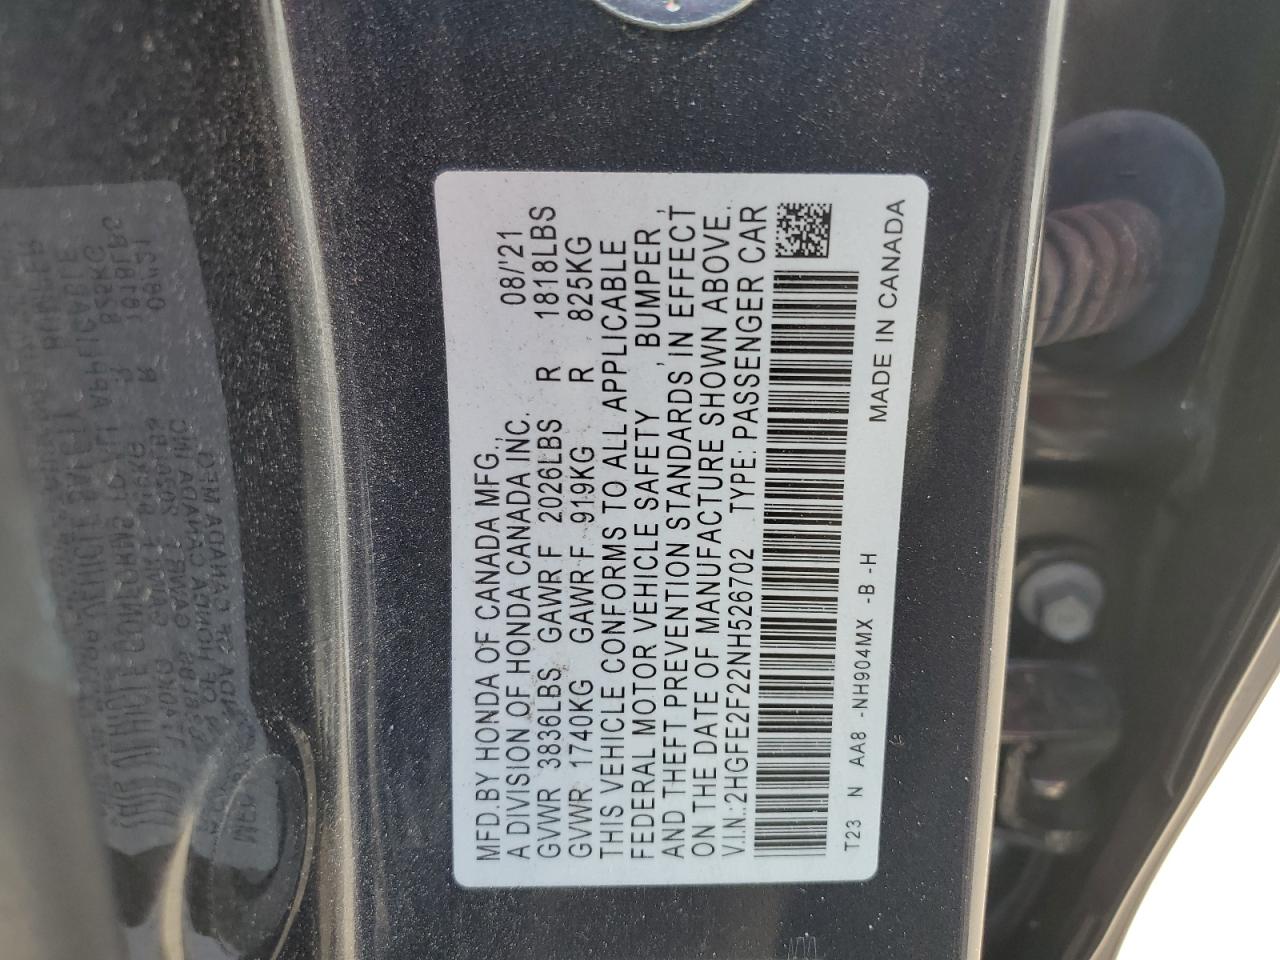 MFD.BY HONDA OF CANADA MFG., 08/'21
A DIVISION OF HONDA CANADA INC.
GVWR 3836LBS GAWR F 2026LBS R 1818LBS
GVWR 1740KG GAWR F 919KG R 825KG
THIS VEHICLE CONFORMS TO ALL APPLICABLE
FEDERAL MOTOR VEHICLE SAFETY , BUMPER ,
AND THEFT PREVENTION STANDARDS IN EFFECT
ON THE DATE OF MANUFACTURE SHOWN ABOVE.
V.I.N.:2HGFE2F22NH526702 TYPE: PASSENGER CAR
T23 N AA8 -NH904MX -B -H MADE IN CANADA